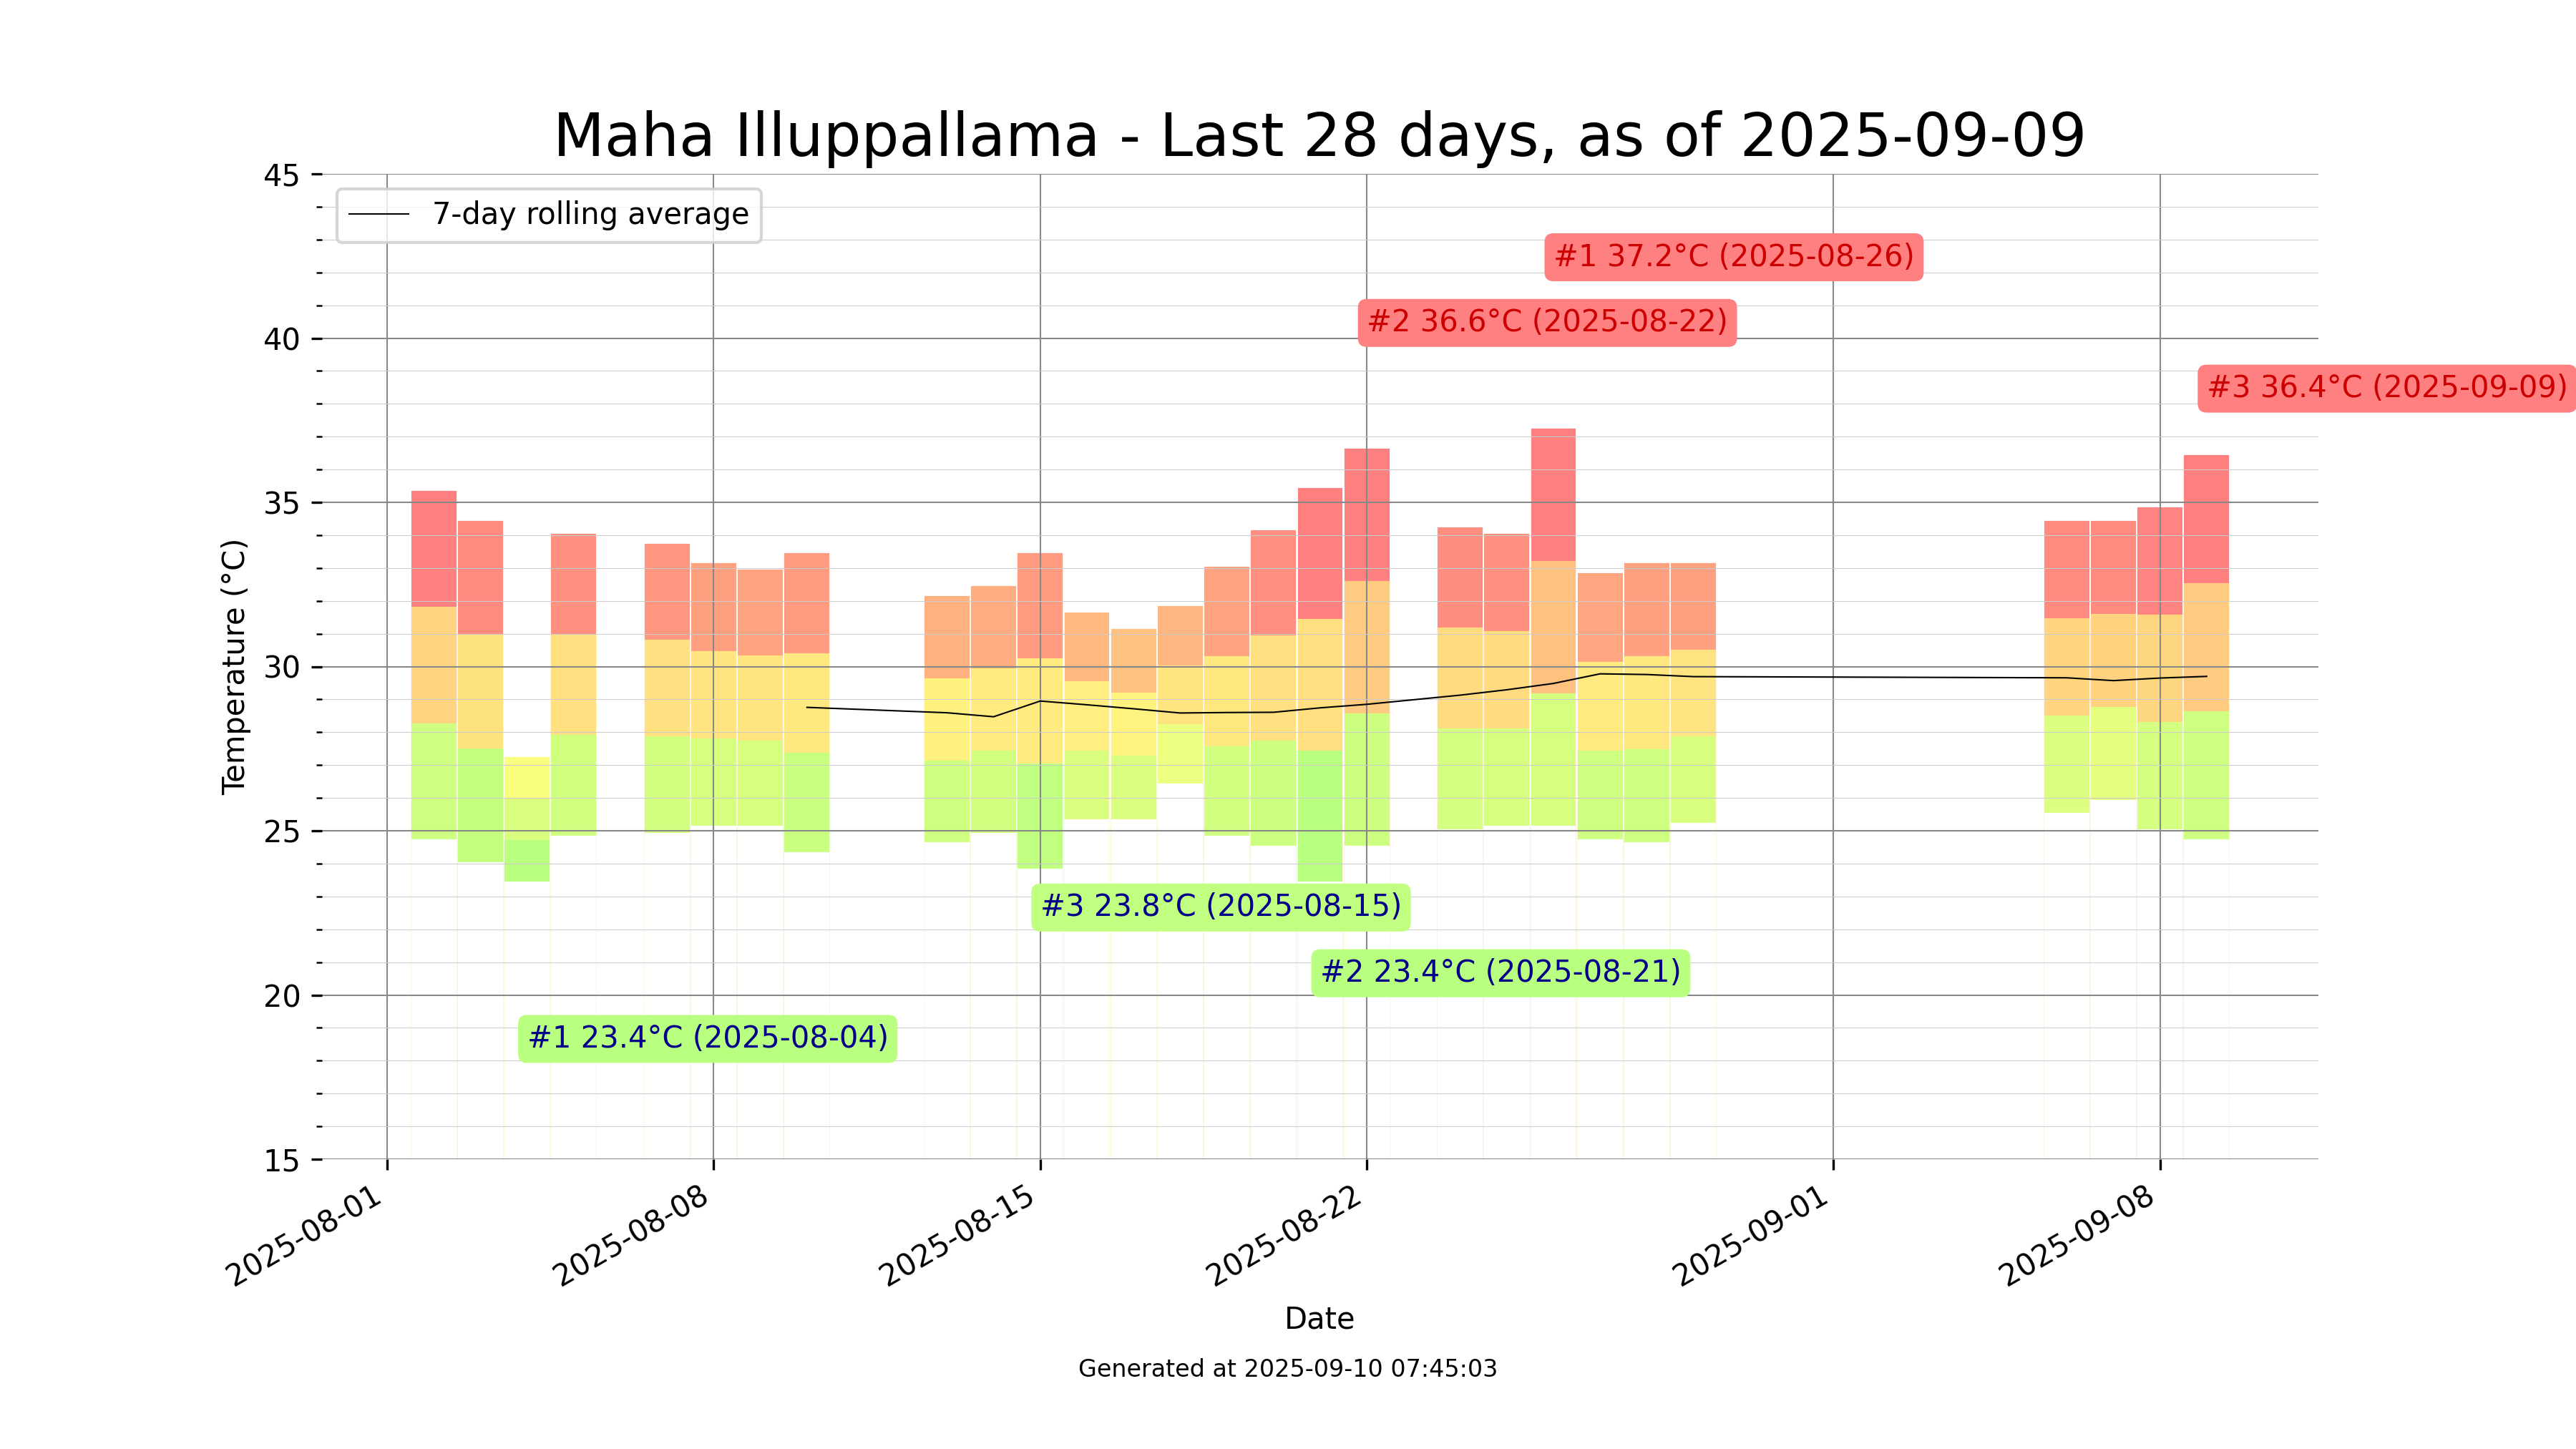 Maha Illuppallama - Last 28 days, as of 2025-09-09
45
7-day rolling average
#1 37.2°C (2025-08-26)
#2 36.6°C (2025-08-22)
40
#3 36.4°C (2025-09-09)
35
Temperature (°C)
30
25
#3 23.8°C (2025-08-15)
#2 23.4°C (2025-08-21)
20
#1 23.4°C (2025-08-04)
15
2025-08-01
2025-08-08
2025-08-15
2025-08-22
2025-09-01
2025-09-08
Date
Generated at 2025-09-10 07:45:03